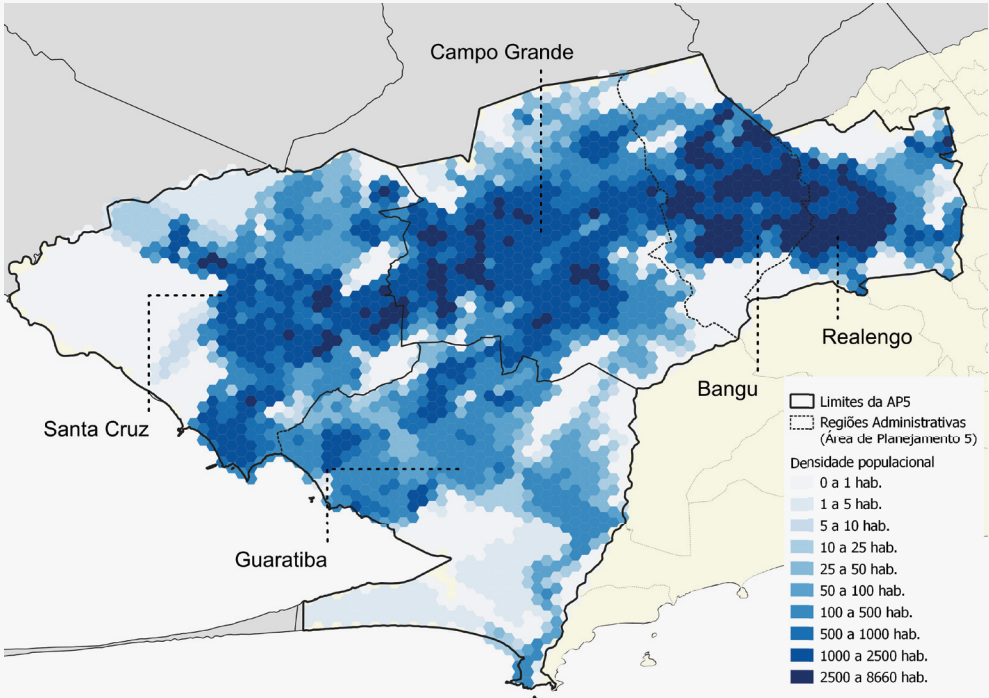 Campo Grande
Realengo
Bangu
Santa Cruz
Guaratiba
Limites da AP5
Regiões Administrativas
(Área de Planejamento 5)
Densidade populacional
0 a 1 hab.
1 a 5 hab.
5 a 10 hab.
10 a 25 hab.
25 a 50 hab.
50 a 100 hab.
100 a 500 hab.
500 a 1000 hab.
1000 a 2500 hab.
2500 a 8660 hab.